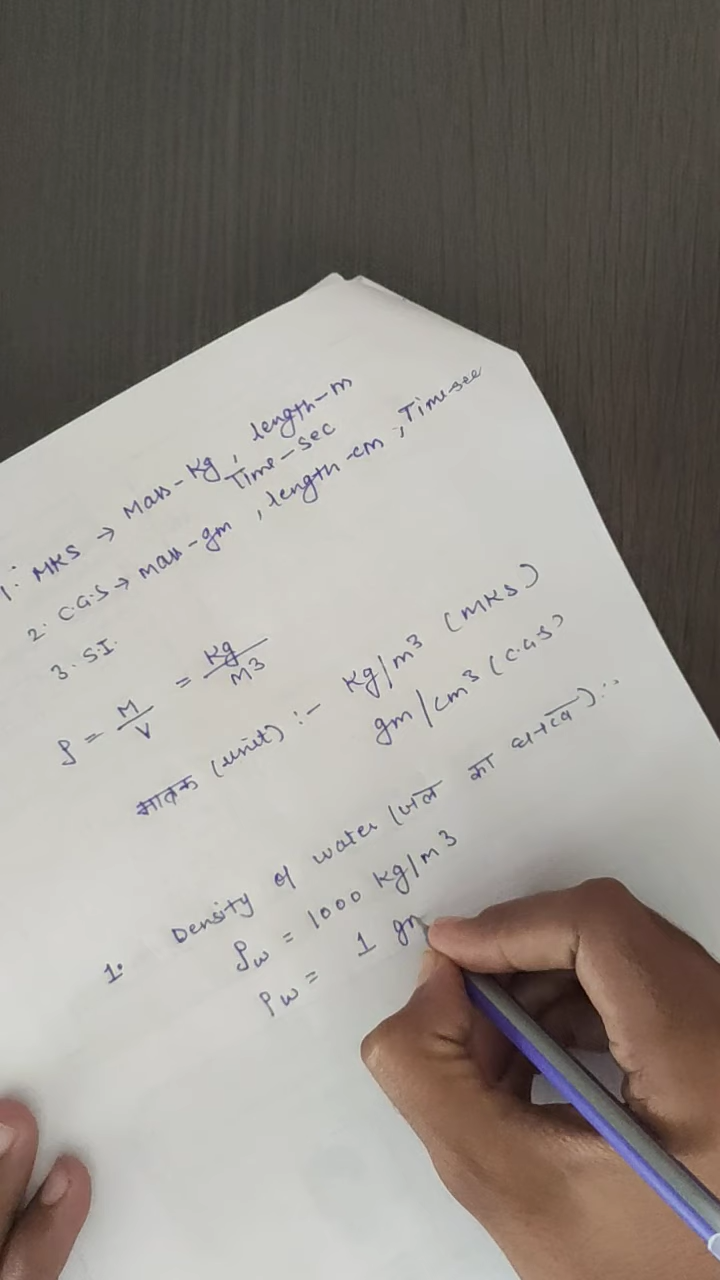 1. MKS → Mass - Kg, length - m
Time - Sec
2. C.G.S → mass - gm, length - cm, Time - sec
3. S.I.
ρ = M/V = Kg/M3
मात्रक (unit) :- Kg/m3 (MKS)
gm/cm3 (C.G.S)
1. Density of water (जल का घनत्व) :-
ρw = 1000 kg/m3
ρw = 1 gm